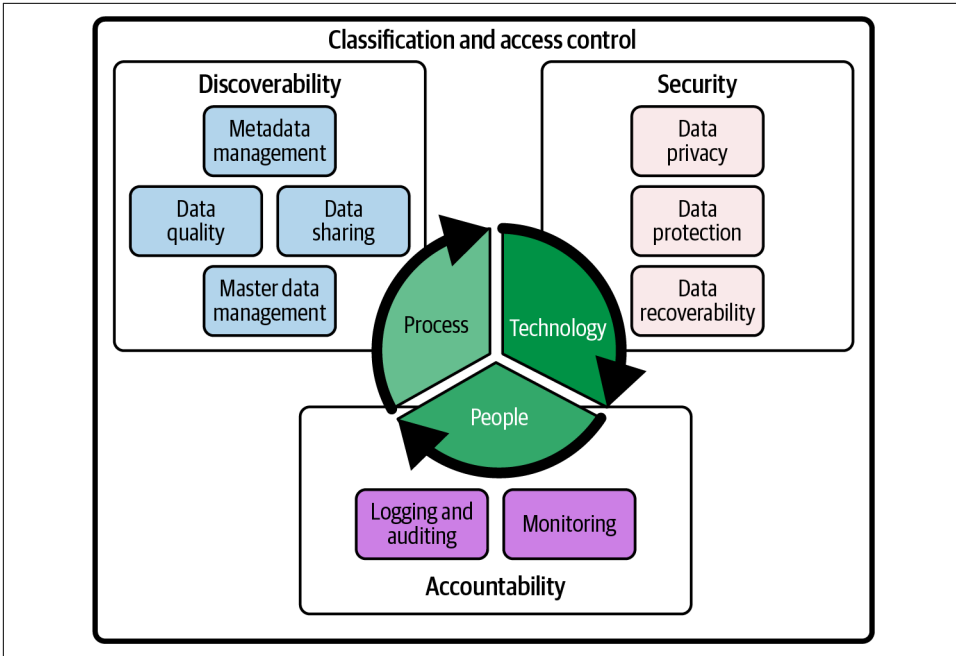 Classification and access control
Discoverability
Metadata
management
Data
quality
Data
sharing
Master data
management
Security
Data
privacy
Data
protection
Data
recoverability
Process
Technology
People
Logging and
auditing
Monitoring
Accountability